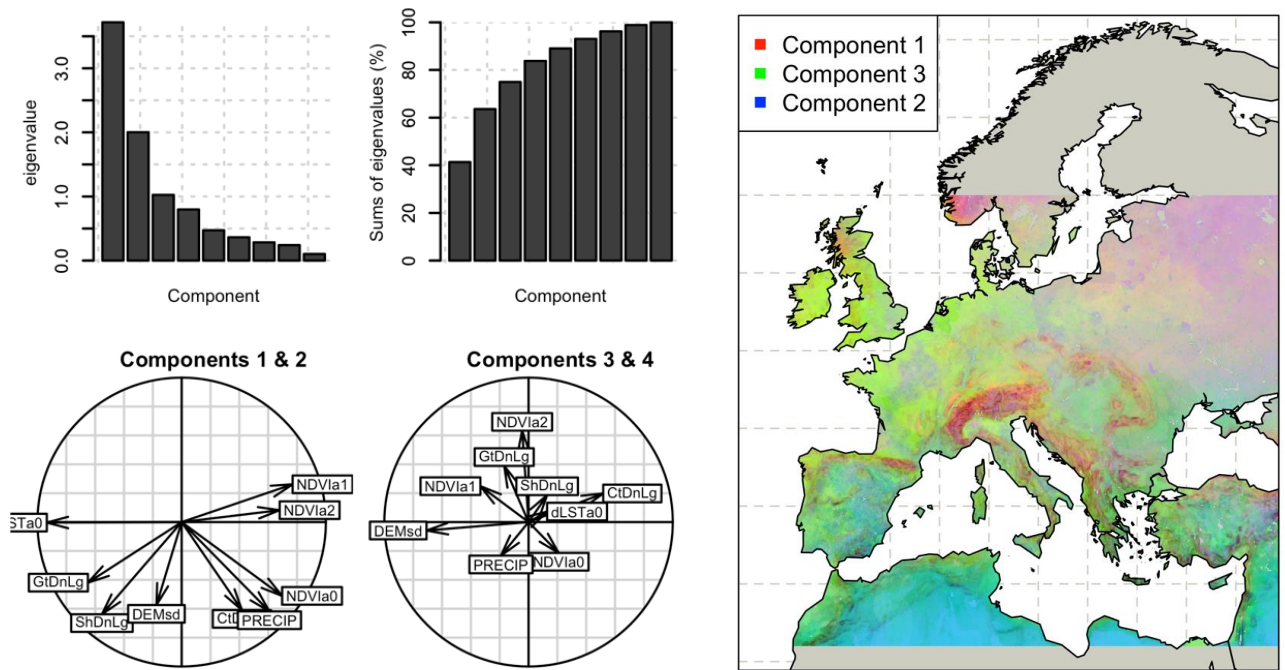 eigenvalue
0.0
1.0
2.0
3.0
Component
Sums of eigenvalues (%)
0
20
40
60
80
100
Component
Components 1 & 2
NDVIa1
NDVIa2
STa0
GtDnLg
ShDnLg
DEMsd
CtD
PRECIP
NDVIa0
Components 3 & 4
NDVIa2
GtDnLg
NDVIa1
ShDnLg
CtDnLg
dLSTa0
DEMsd
PRECIP
NDVIa0
Component 1
Component 3
Component 2